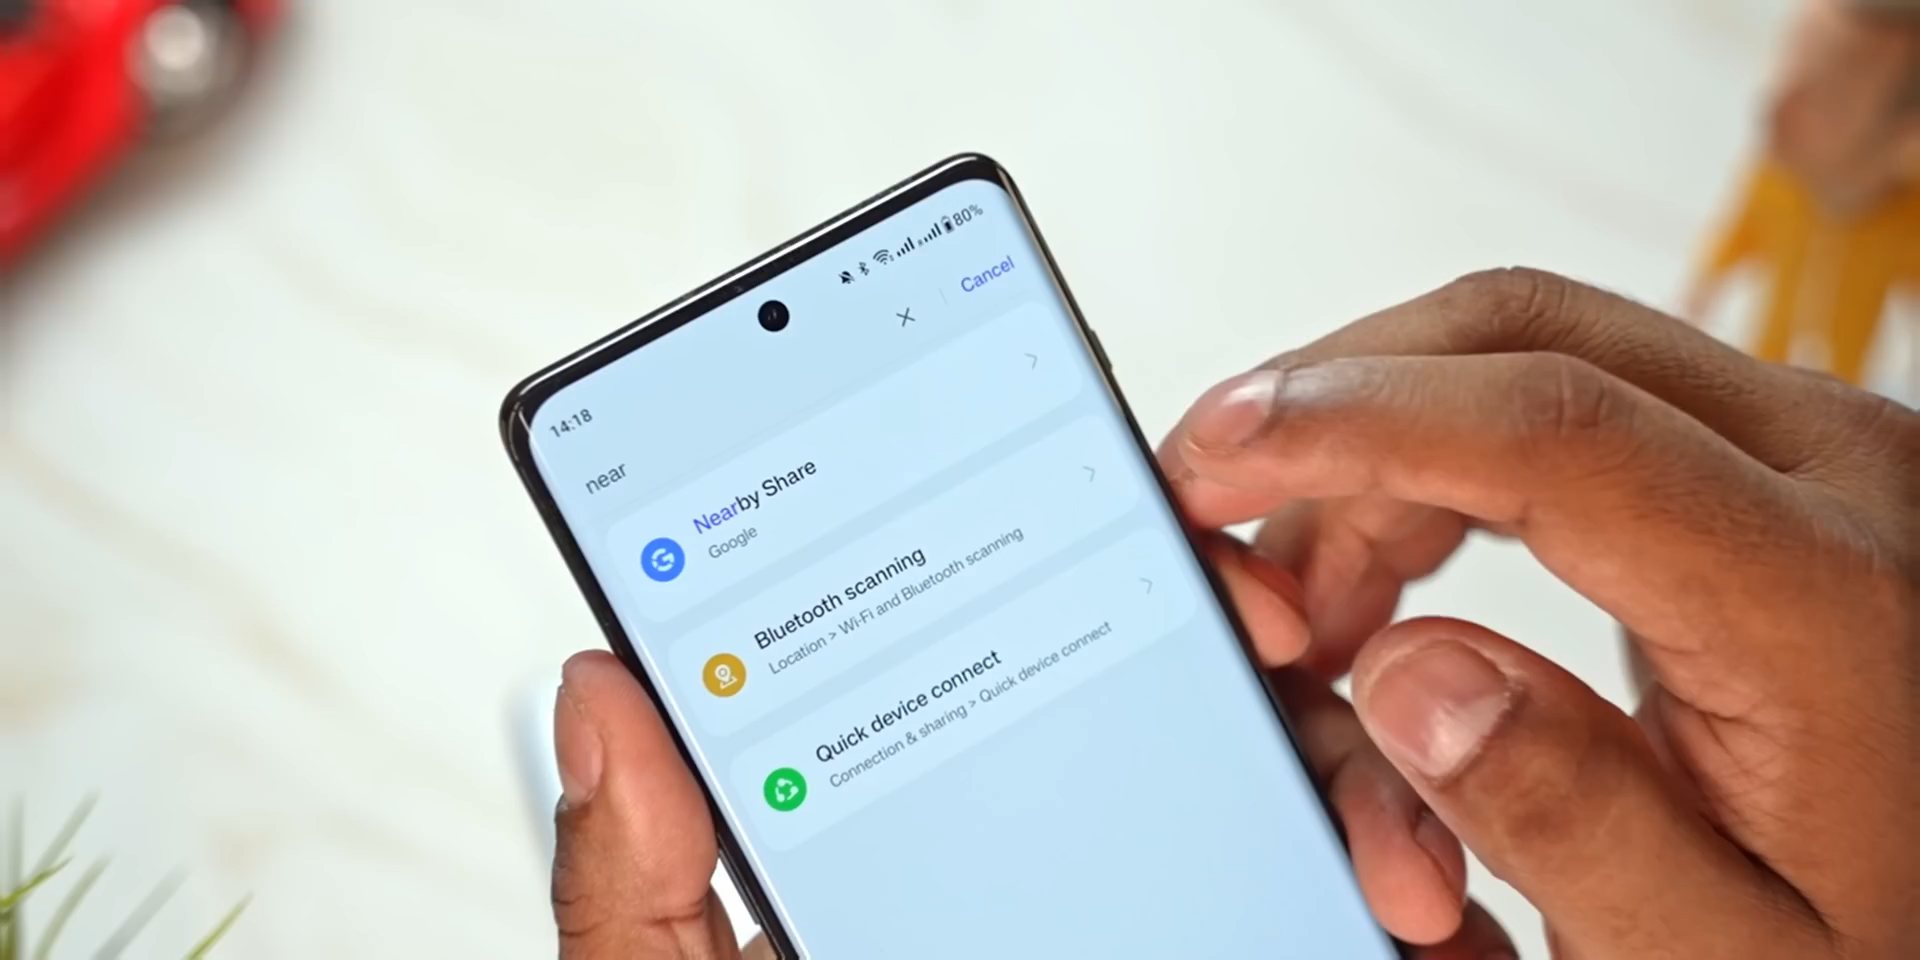 14:18
80%
near
Cancel
Nearby Share
Google
Bluetooth scanning
Location > Wi-Fi and Bluetooth scanning
Quick device connect
Connection & sharing > Quick device connect